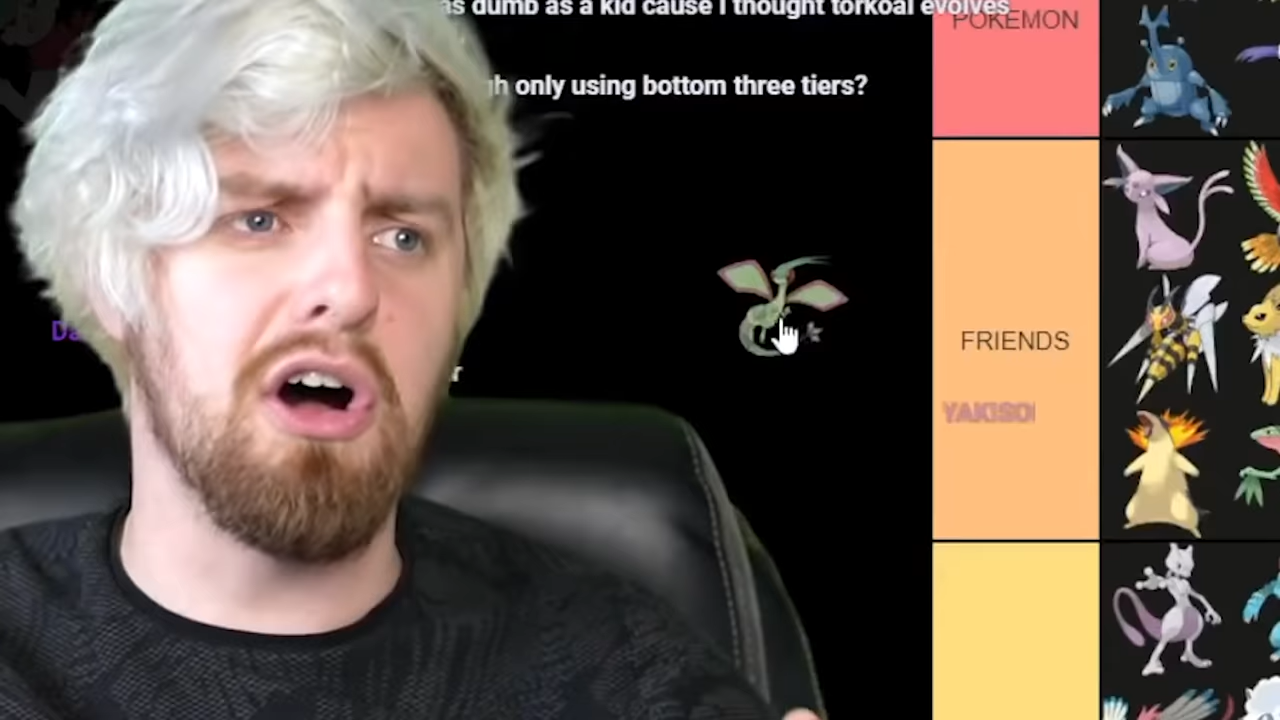 as dumb as a kid cause I thought torkoal evolves
only using bottom three tiers?
POKEMON
FRIENDS
YAKISO